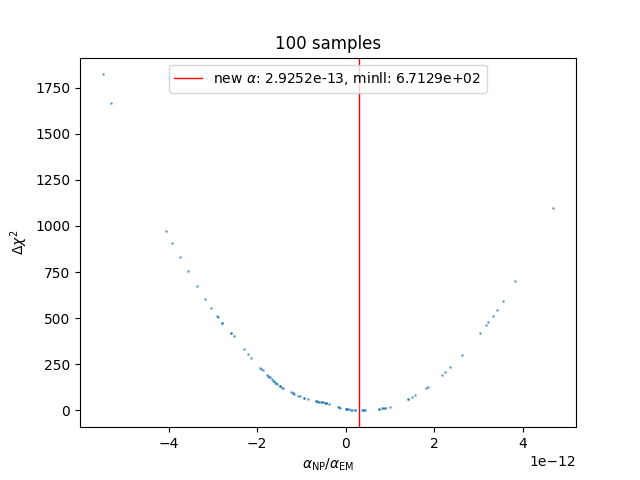 100 samples
new α: 2.9252e-13, minll: 6.7129e+02
1750
1500
1250
1000
750
500
250
0
Δχ²
−4 −2 0 2 4
1e−12
α_NP/α_EM